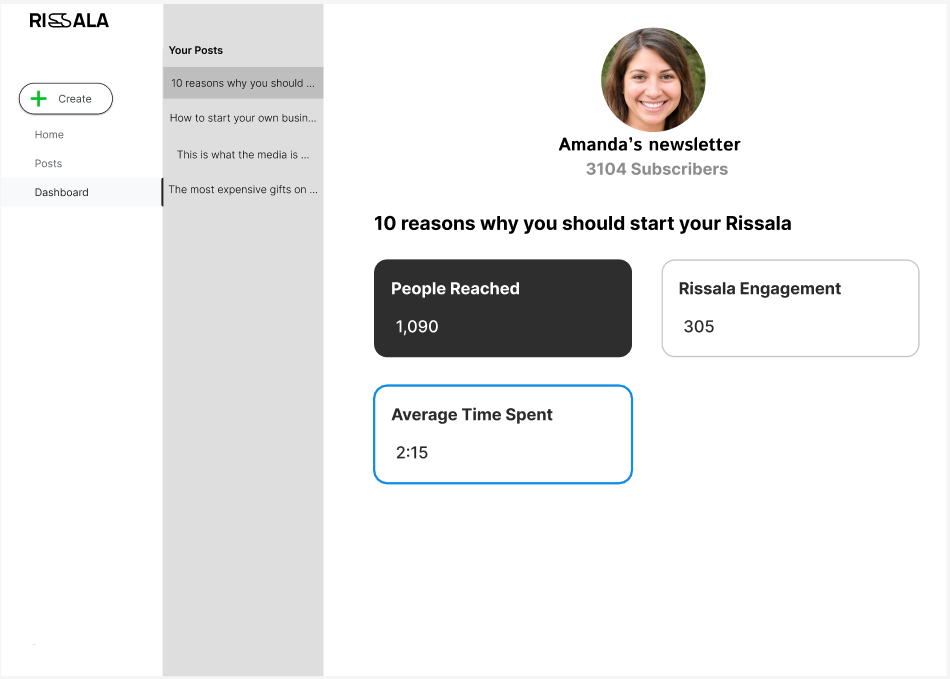 RISSALA
Create
Home
Posts
Dashboard
Your Posts
10 reasons why you should ...
How to start your own busin...
This is what the media is ...
The most expensive gifts on ...
Amanda's newsletter
3104 Subscribers
10 reasons why you should start your Rissala
People Reached
1,090
Rissala Engagement
305
Average Time Spent
2:15